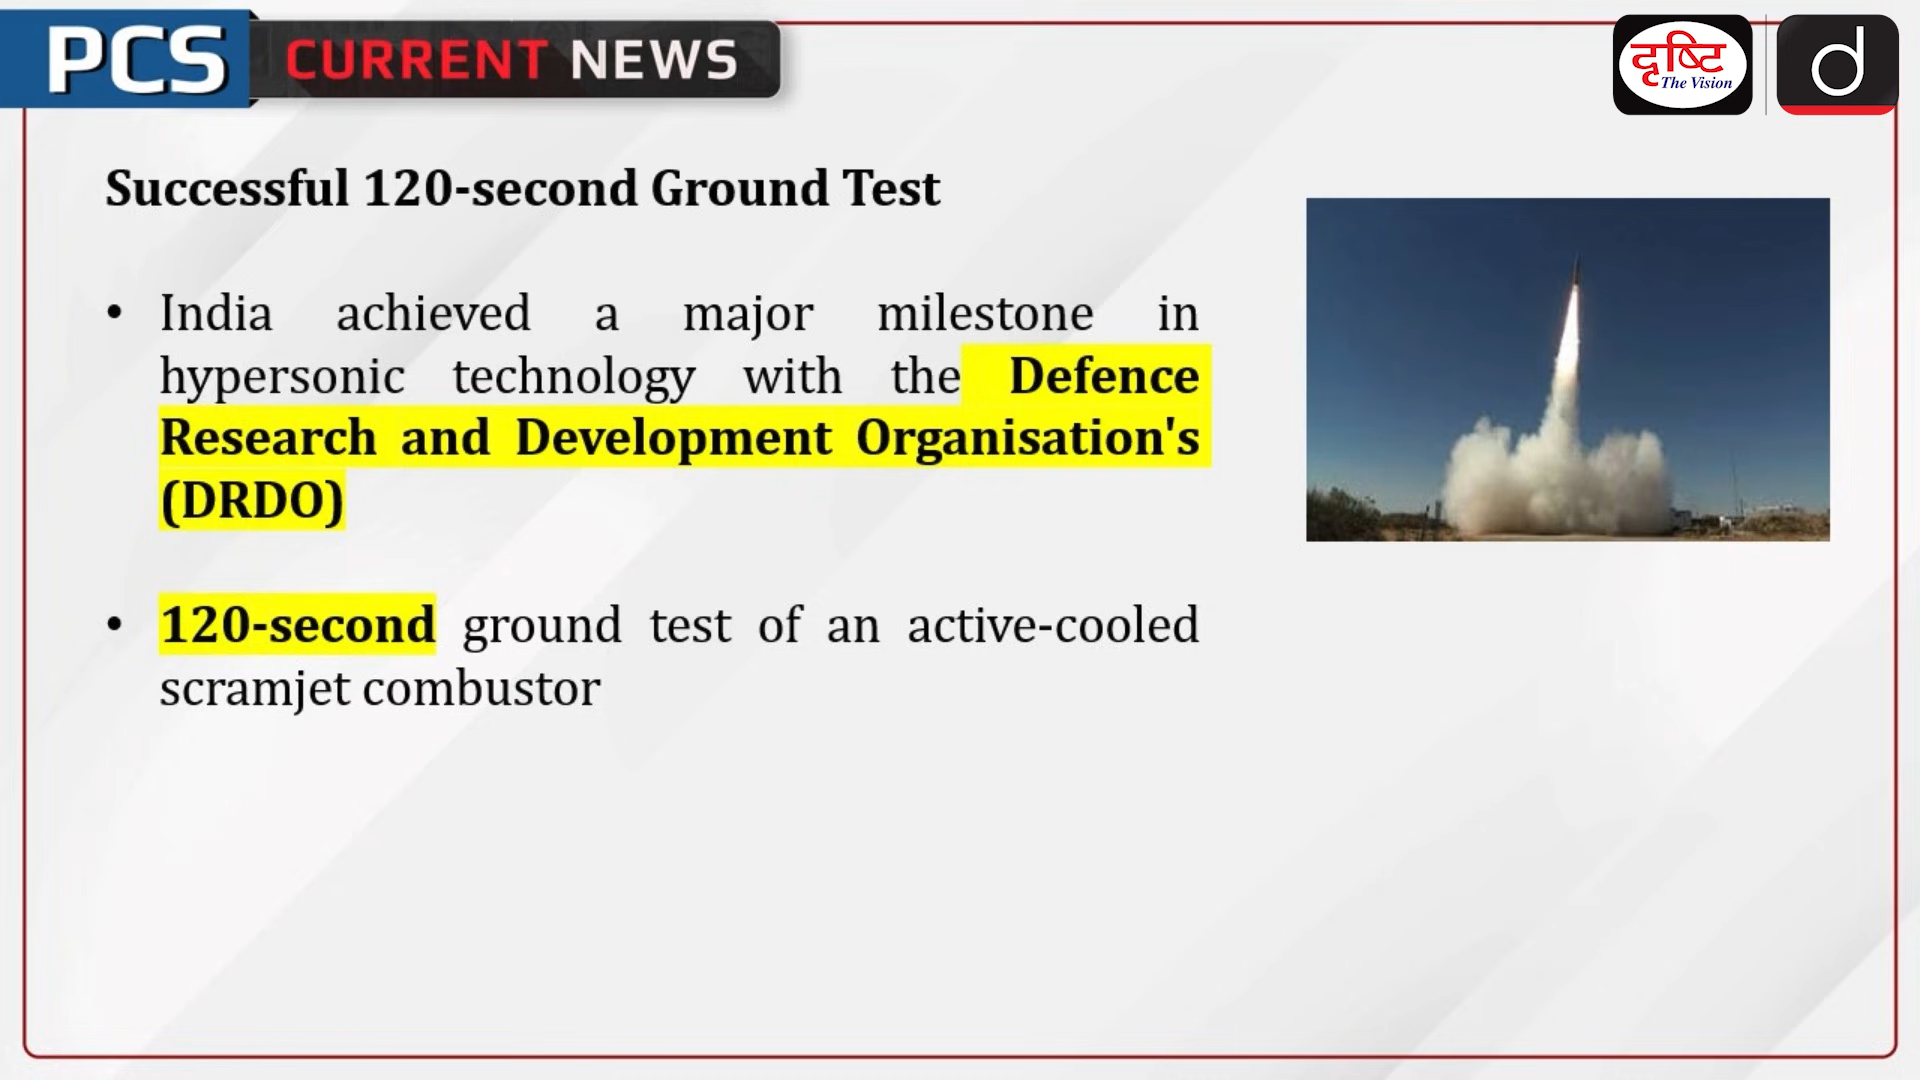 PCS CURRENT NEWS
दृष्टि
The Vision
d
Successful 120-second Ground Test
• India achieved a major milestone in
hypersonic technology with the Defence
Research and Development Organisation's
(DRDO)
• 120-second ground test of an active-cooled
scramjet combustor